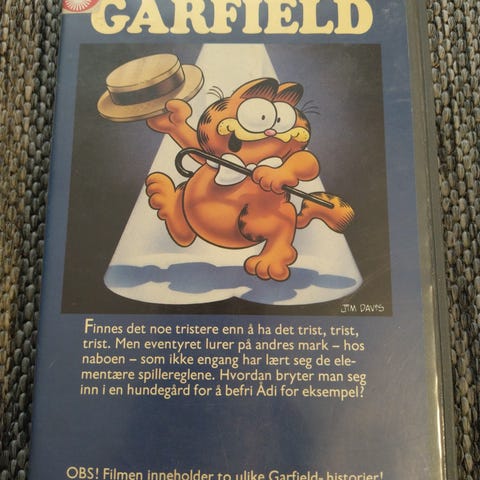 GARFIELD
JIM DAVIS
Finnes det noe tristere enn å ha det trist, trist,
trist. Men eventyret lurer på andres mark – hos
naboen – som ikke engang har lært seg de ele-
mentære spillereglene. Hvordan bryter man seg
inn i en hundegård for å befri Ådi for eksempel?
OBS! Filmen inneholder to ulike Garfield-historier!